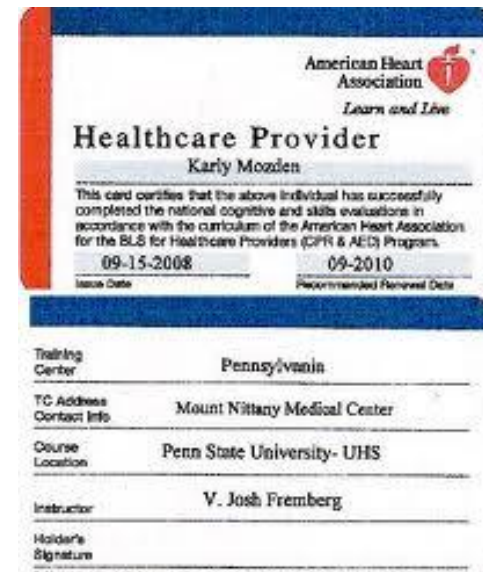 American Heart
Association
Learn and Live
Healthcare Provider
Karly Mozden
This card certifies that the above individual has successfully
completed the national cognitive and skills evaluations in
accordance with the curriculum of the American Heart Association
for the BLS for Healthcare Providers (CPR & AED) Program.
09-15-2008 09-2010
Issue Date Recommended Renewal Date
Training
Center Pennsylvania
TC Address
Contact Info Mount Nittany Medical Center
Course
Location Penn State University- UHS
Instructor V. Josh Fremberg
Holder's
Signature